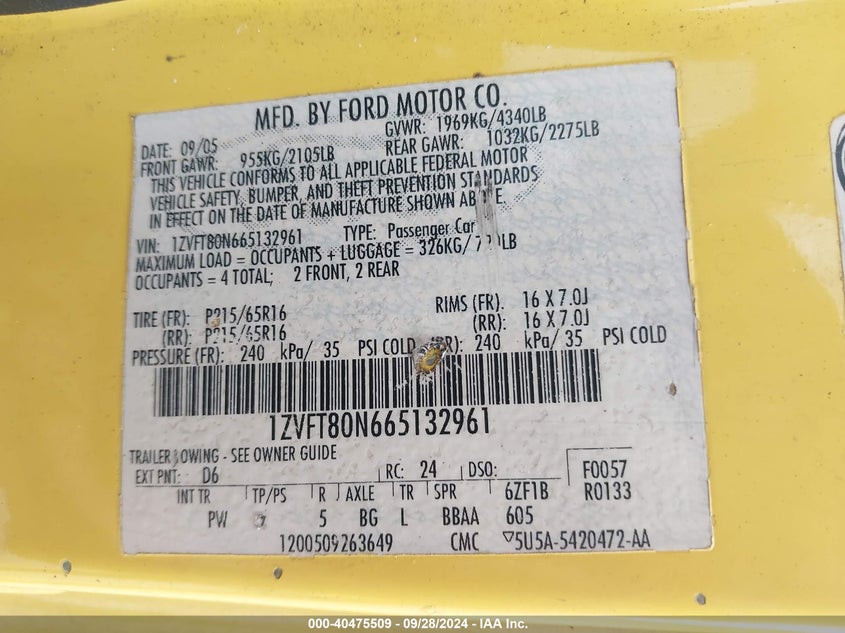 MFD. BY FORD MOTOR CO.
DATE: 09/05 GVWR: 1969KG/4340LB
FRONT GAWR: 955KG/2105LB REAR GAWR: 1032KG/2275LB
THIS VEHICLE CONFORMS TO ALL APPLICABLE FEDERAL MOTOR
VEHICLE SAFETY, BUMPER, AND THEFT PREVENTION STANDARDS
IN EFFECT ON THE DATE OF MANUFACTURE SHOWN
VIN: 1ZVFT80N665132961 TYPE: Passenger Car
MAXIMUM LOAD = OCCUPANTS + LUGGAGE = 326KG/
OCCUPANTS = 4 TOTAL; 2 FRONT, 2 REAR
TIRE (FR): P215/65R16 RIMS (FR). 16 X 7.0J
(RR): P215/65R16 (RR): 16 X 7.0J
PRESSURE (FR): 240 kPa/ 35 PSI COLD 240 kPa/ 35 PSI COLD
1ZVFT80N665132961
TRAILER TOWING - SEE OWNER GUIDE
EXT PNT: D6 RC: 24 DSO: F0057
INT TR TP/PS R AXLE TR SPR 6ZF1B R0133
PW 5 BG L BBAA 605
1200509263649 CMC ▽5U5A-5420472-AA
000-40475509 - 09/28/2024 - IAA Inc.